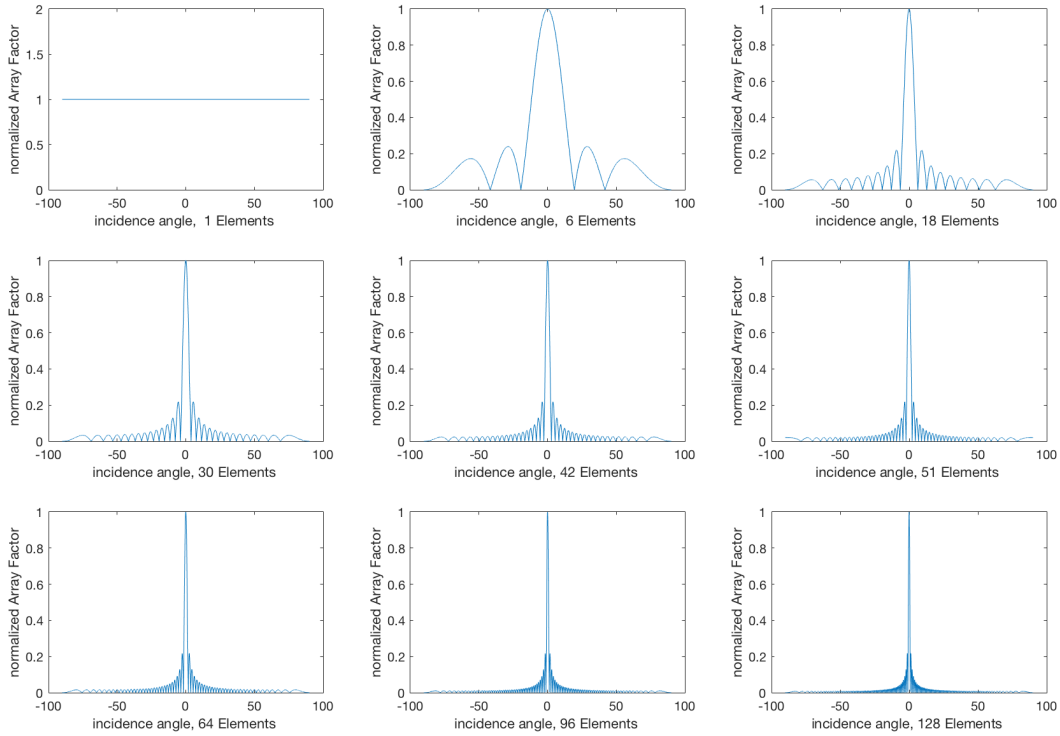 normalized Array Factor
2
1.5
1
0.5
0
-100 -50 0 50 100
incidence angle, 1 Elements
normalized Array Factor
1
0.8
0.6
0.4
0.2
0
-100 -50 0 50 100
incidence angle, 6 Elements
normalized Array Factor
1
0.8
0.6
0.4
0.2
0
-100 -50 0 50 100
incidence angle, 18 Elements
normalized Array Factor
1
0.8
0.6
0.4
0.2
0
-100 -50 0 50 100
incidence angle, 30 Elements
normalized Array Factor
1
0.8
0.6
0.4
0.2
0
-100 -50 0 50 100
incidence angle, 42 Elements
normalized Array Factor
1
0.8
0.6
0.4
0.2
0
-100 -50 0 50 100
incidence angle, 51 Elements
normalized Array Factor
1
0.8
0.6
0.4
0.2
0
-100 -50 0 50 100
incidence angle, 64 Elements
normalized Array Factor
1
0.8
0.6
0.4
0.2
0
-100 -50 0 50 100
incidence angle, 96 Elements
normalized Array Factor
1
0.8
0.6
0.4
0.2
0
-100 -50 0 50 100
incidence angle, 128 Elements